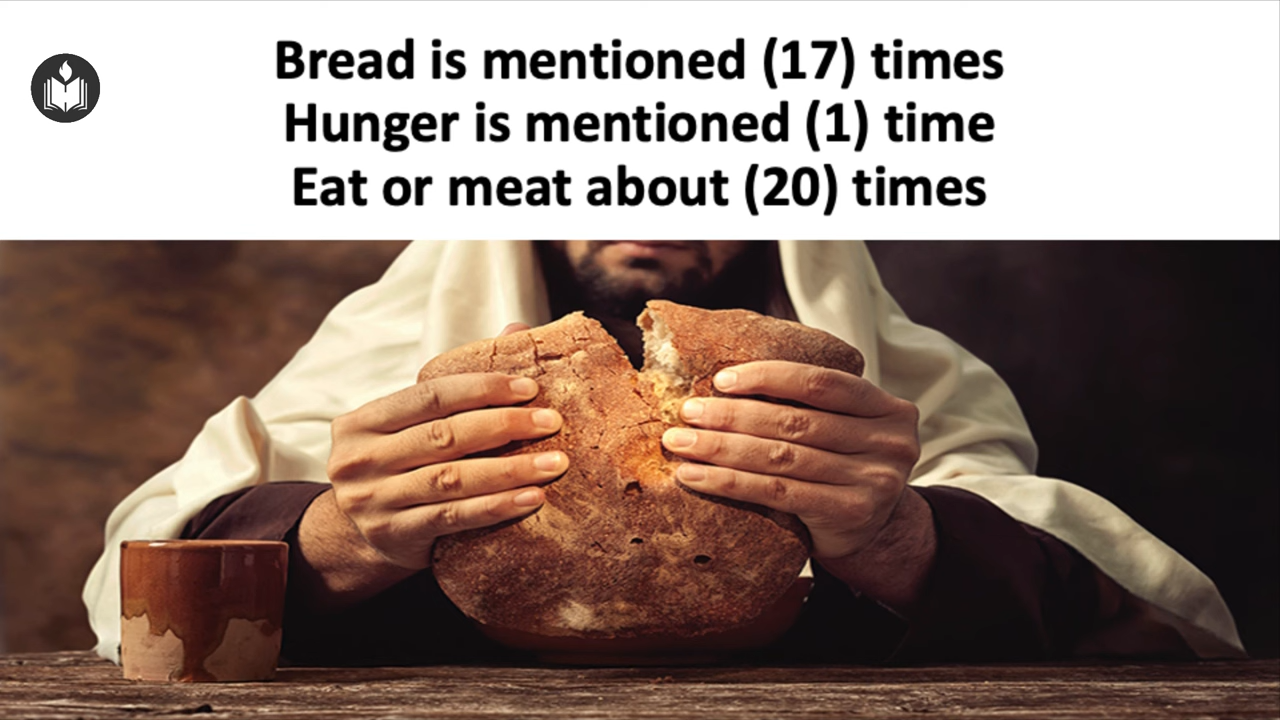 Bread is mentioned (17) times
Hunger is mentioned (1) time
Eat or meat about (20) times